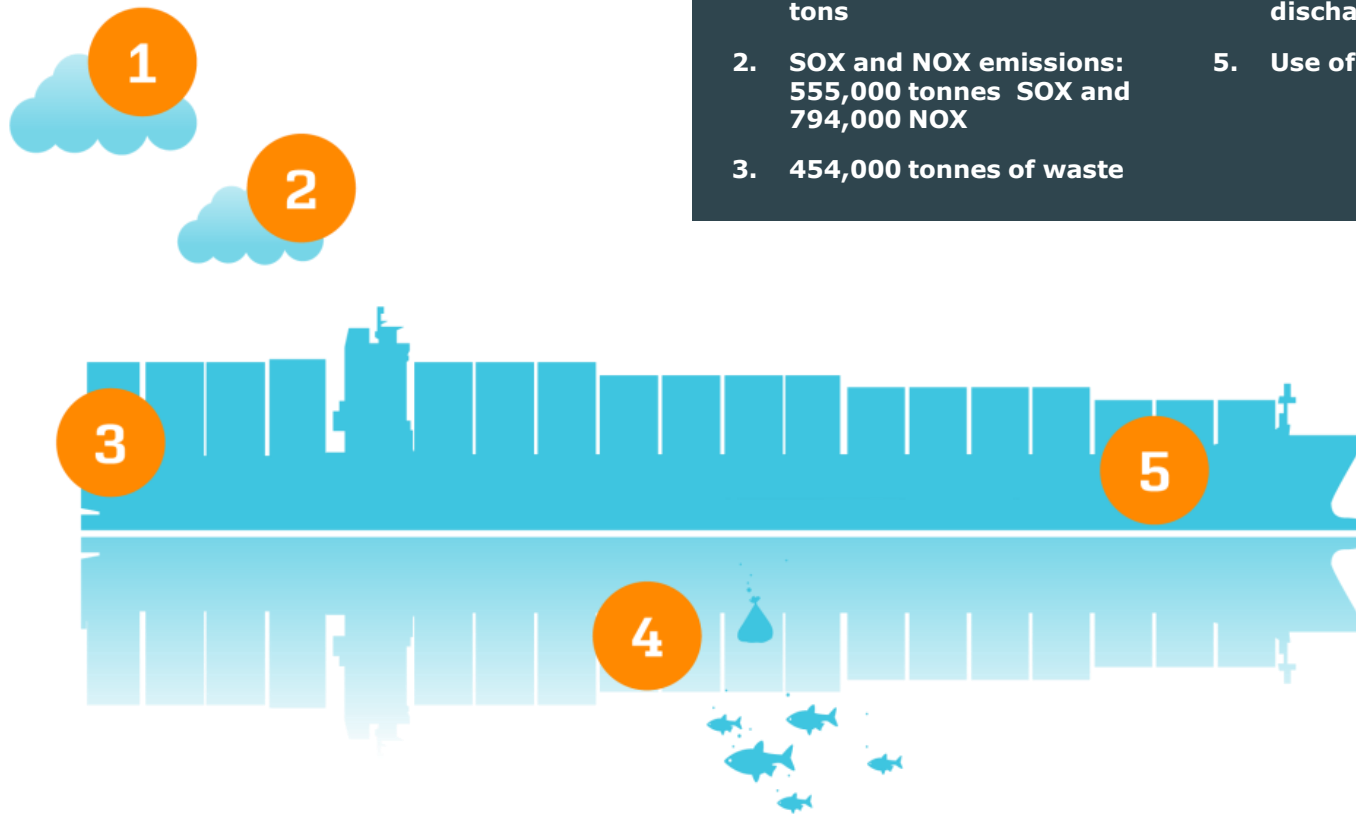 1
2
3
5
4
tons
2. SOX and NOX emissions:
555,000 tonnes SOX and
794,000 NOX
3. 454,000 tonnes of waste
5. Use of